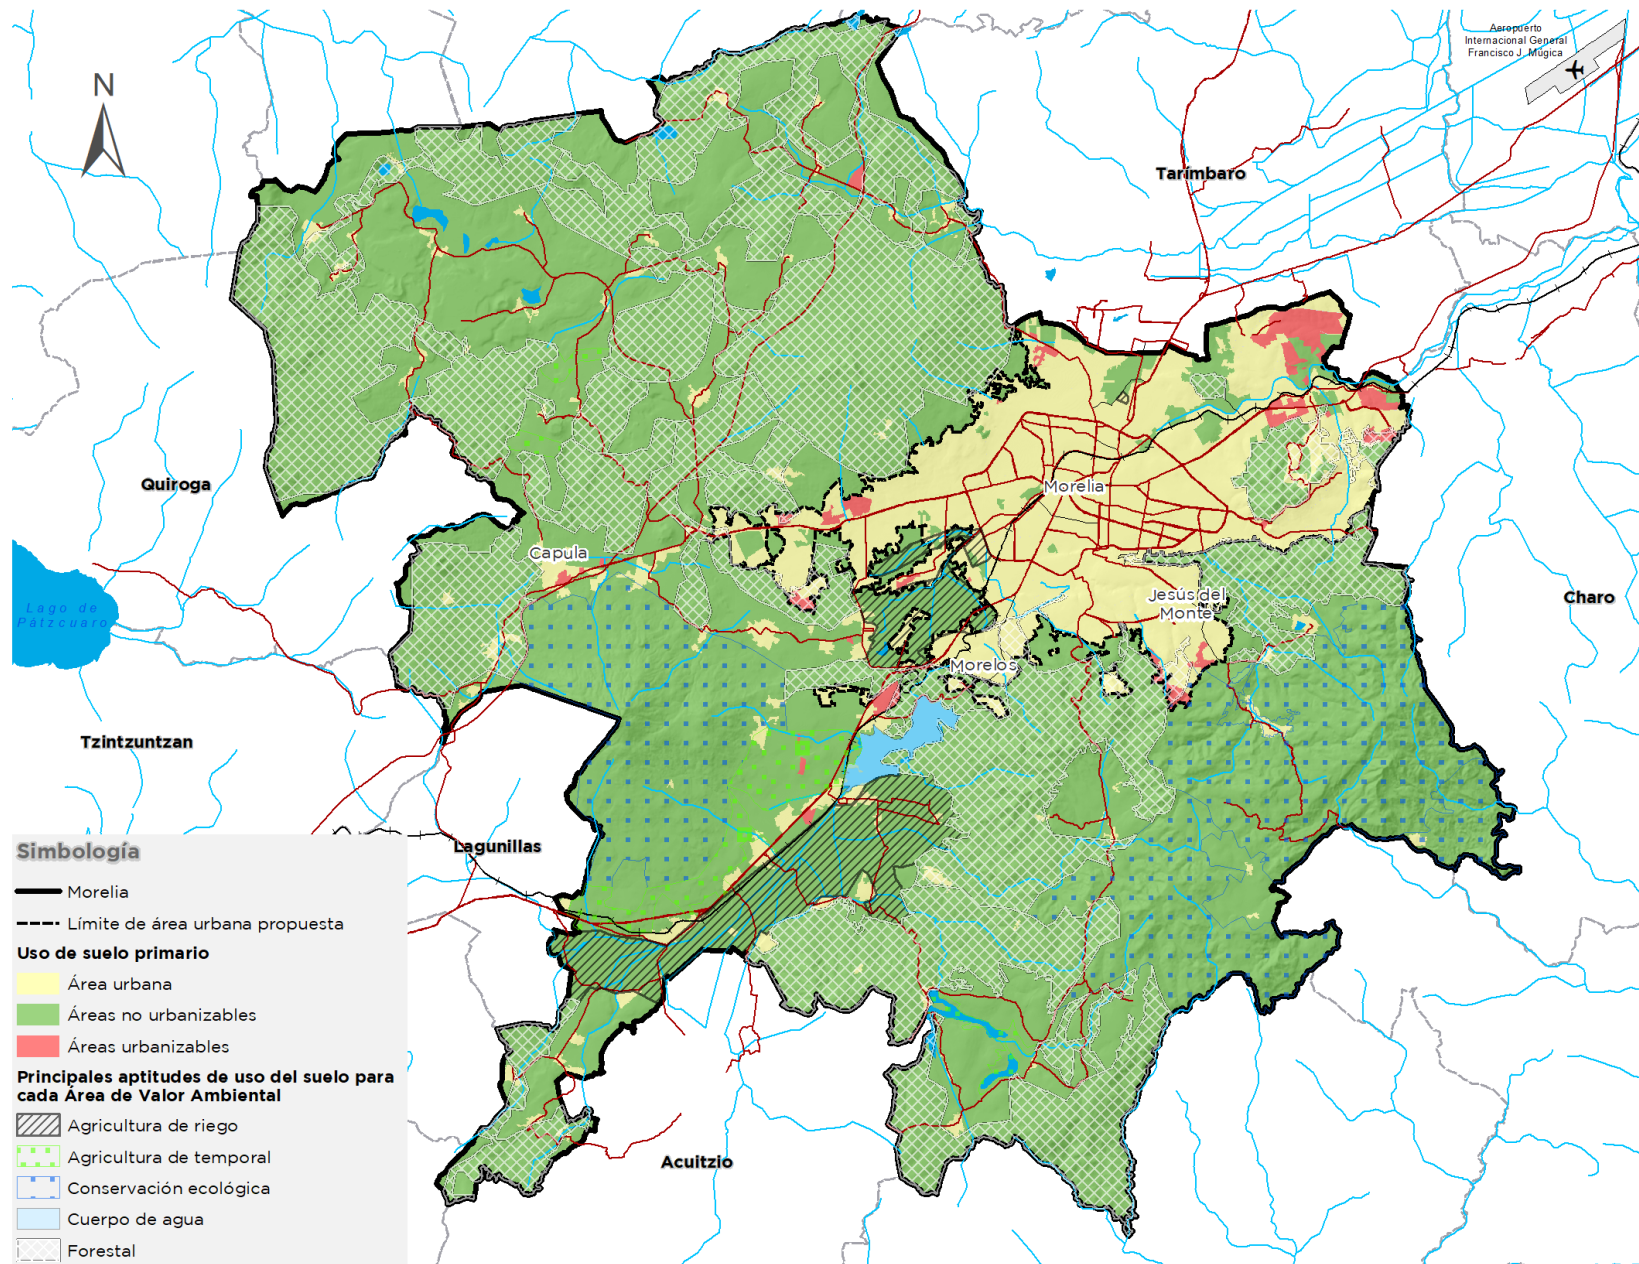 Aeropuerto
Internacional General
Francisco J. Múgica
N
Tarímbaro
Quiroga
Morelia
Capula
Lago de
Pátzcuaro
Jesús del
Monte
Charo
Morelos
Tzintzuntzan
Lagunillas
Acuitzio
Simbología
Morelia
Límite de área urbana propuesta
Uso de suelo primario
Área urbana
Áreas no urbanizables
Áreas urbanizables
Principales aptitudes de uso del suelo para
cada Área de Valor Ambiental
Agricultura de riego
Agricultura de temporal
Conservación ecológica
Cuerpo de agua
Forestal